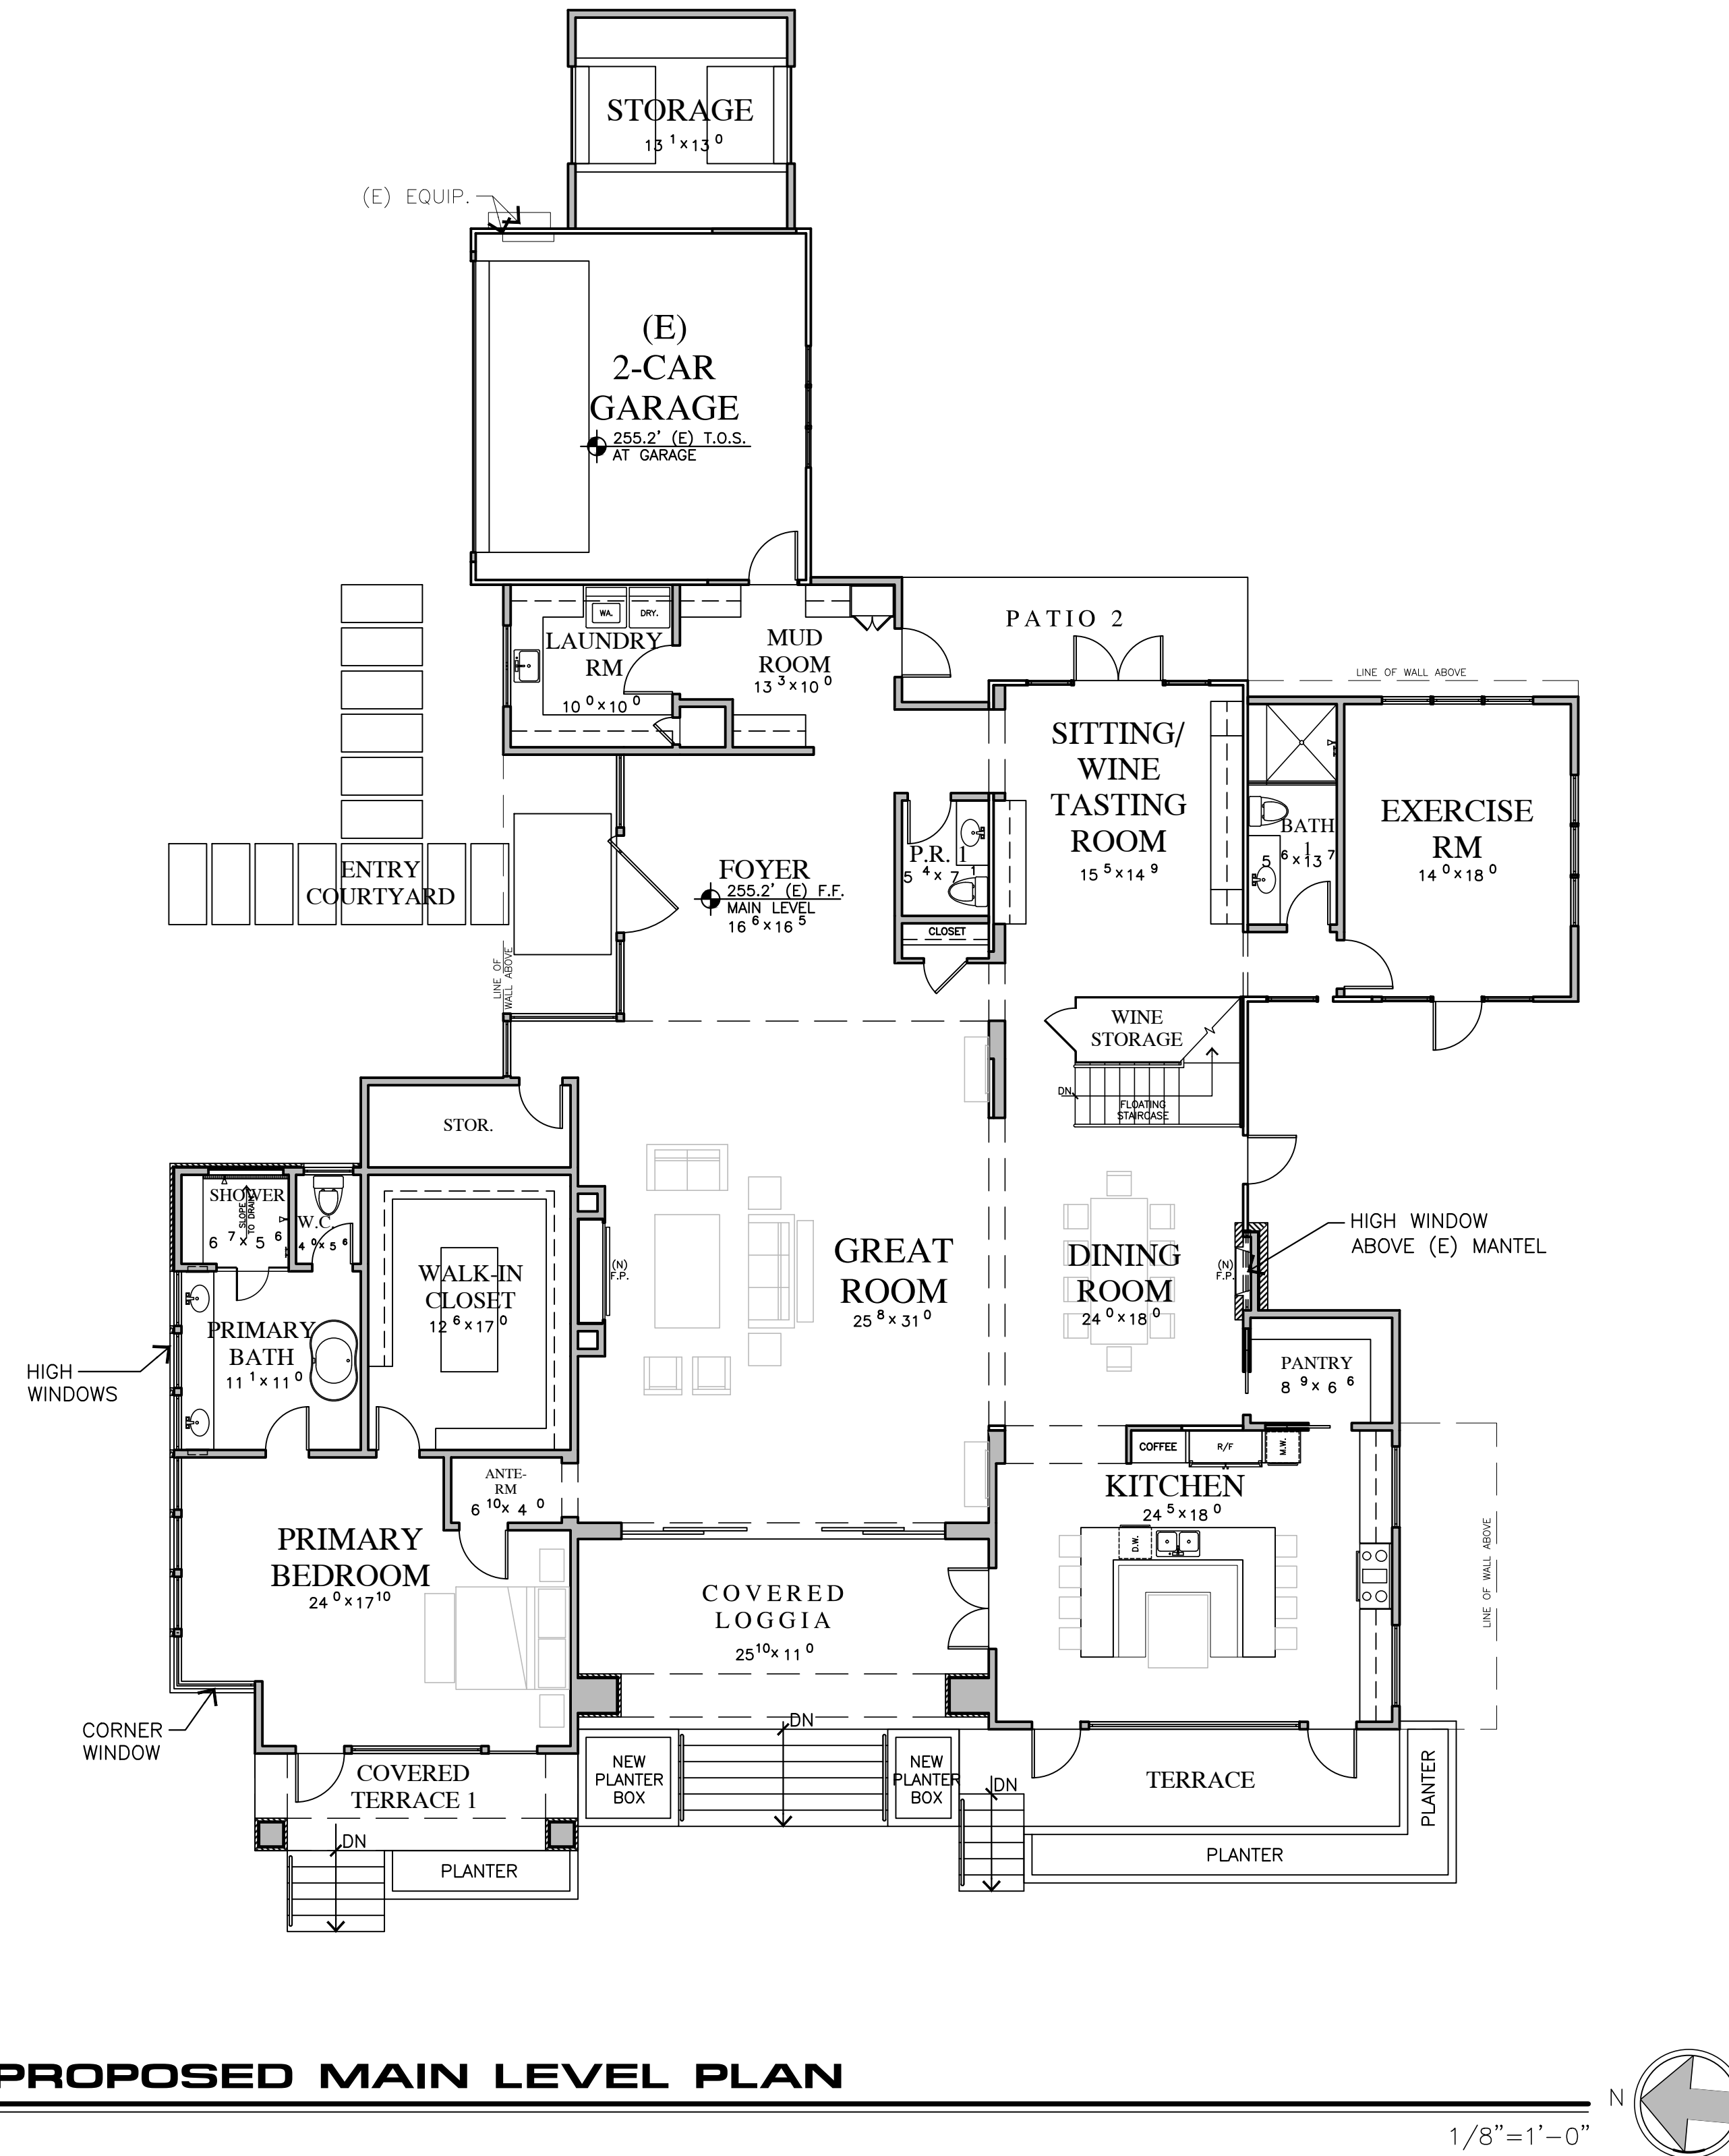 STORAGE
13 1 x 13 0
(E) EQUIP.
(E)
2-CAR
GARAGE
255.2' (E) T.O.S.
AT GARAGE
WA.
DRY.
LAUNDRY
RM
10 0 x 10 0
MUD
ROOM
13 3 x 10 0
PATIO 2
LINE OF WALL ABOVE
SITTING/
WINE
TASTING
ROOM
15 5 x 14 9
BATH
1
5 6 x 13 7
EXERCISE
RM
14 0 x 18 0
ENTRY
COURTYARD
FOYER
255.2' (E) F.F.
MAIN LEVEL
16 6 x 16 5
P.R. 1
5 4 x 7 1
CLOSET
LINE OF
WALL ABOVE
WINE
STORAGE
DN
FLOATING
STAIRCASE
STOR.
SHOWER
SLOPE
TO DRAIN
6 7 x 5 6
W.C.
4 0 x 5 6
WALK-IN
CLOSET
12 6 x 17 0
(N)
F.P.
GREAT
ROOM
25 8 x 31 0
DINING
ROOM
24 0 x 18 0
(N)
F.P.
HIGH WINDOW
ABOVE (E) MANTEL
PRIMARY
BATH
11 1 x 11 0
HIGH
WINDOWS
PANTRY
8 9 x 6 6
COFFEE
R/F
M.W.
KITCHEN
24 5 x 18 0
D.W.
LINE OF WALL ABOVE
ANTE-
RM
6 10 x 4 0
PRIMARY
BEDROOM
24 0 x 17 10
COVERED
LOGGIA
25 10 x 11 0
CORNER
WINDOW
DN
COVERED
TERRACE 1
NEW
PLANTER
BOX
NEW
PLANTER
BOX
DN
TERRACE
PLANTER
DN
PLANTER
PLANTER
PROPOSED MAIN LEVEL PLAN
N
1/8"=1'-0"